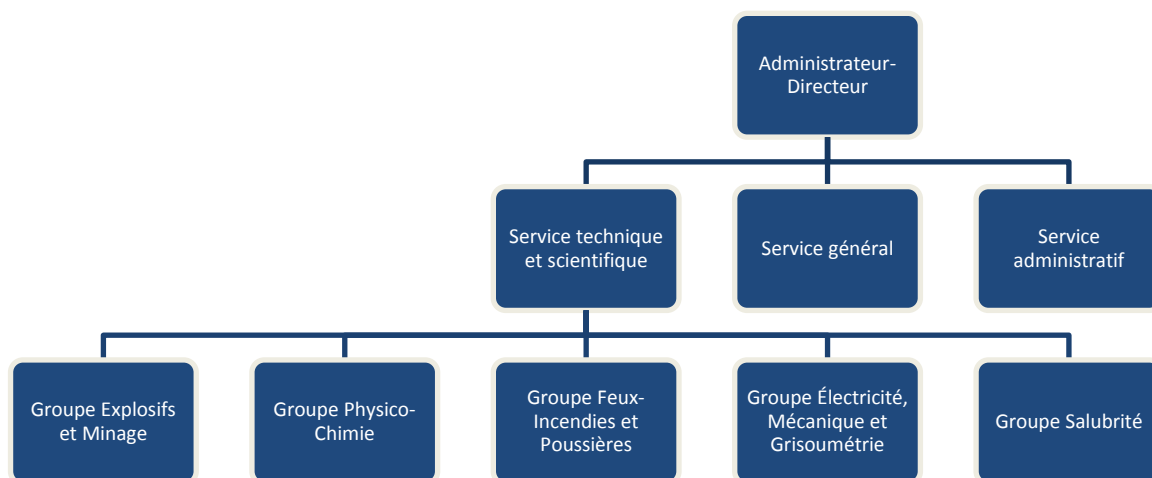 Administrateur-
Directeur
Service technique
et scientifique
Service général
Service
administratif
Groupe Explosifs
et Minage
Groupe Physico-
Chimie
Groupe Feux-
Incendies et
Poussières
Groupe Électricité,
Mécanique et
Grisoumétrie
Groupe Salubrité